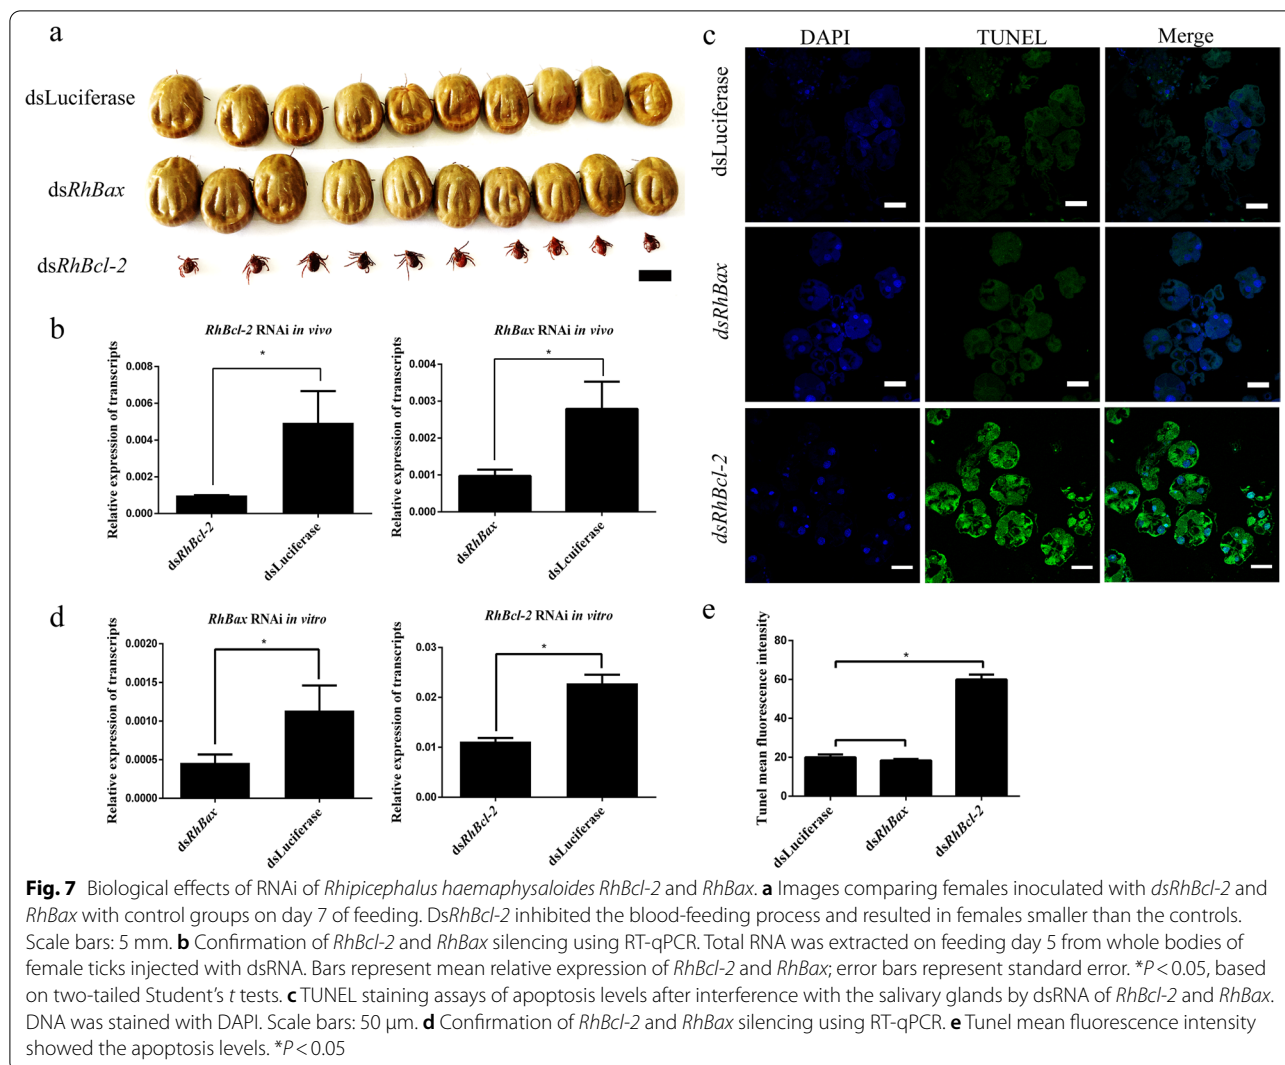 a
dsLuciferase
dsRhBax
dsRhBcl-2
b
RhBcl-2 RNAi in vivo
Relative expression of transcripts
0.008
0.006
0.004
0.002
0.000
*
dsRhBcl-2
dsLuciferase
RhBax RNAi in vivo
Relative expression of transcripts
0.004
0.003
0.002
0.001
0.000
*
dsRhBax
dsLcuiferase
c
DAPI
TUNEL
Merge
dsLuciferase
dsRhBax
dsRhBcl-2
d
RhBax RNAi in vitro
Relative expression of transcripts
0.0020
0.0015
0.0010
0.0005
0.0000
*
dsRhBax
dsLuciferase
RhBcl-2 RNAi in vitro
Relative expression of transcripts
0.03
0.02
0.01
0.00
*
dsRhBcl-2
dsLuciferase
e
Tunel mean fluorescence intensity
80
60
40
20
0
*
dsLuciferase
dsRhBax
dsRhBcl-2
Fig. 7 Biological effects of RNAi of Rhipicephalus haemaphysaloides RhBcl-2 and RhBax. a Images comparing females inoculated with dsRhBcl-2 and
RhBax with control groups on day 7 of feeding. DsRhBcl-2 inhibited the blood-feeding process and resulted in females smaller than the controls.
Scale bars: 5 mm. b Confirmation of RhBcl-2 and RhBax silencing using RT-qPCR. Total RNA was extracted on feeding day 5 from whole bodies of
female ticks injected with dsRNA. Bars represent mean relative expression of RhBcl-2 and RhBax; error bars represent standard error. *P < 0.05, based
on two-tailed Student's t tests. c TUNEL staining assays of apoptosis levels after interference with the salivary glands by dsRNA of RhBcl-2 and RhBax.
DNA was stained with DAPI. Scale bars: 50 µm. d Confirmation of RhBcl-2 and RhBax silencing using RT-qPCR. e Tunel mean fluorescence intensity
showed the apoptosis levels. *P < 0.05